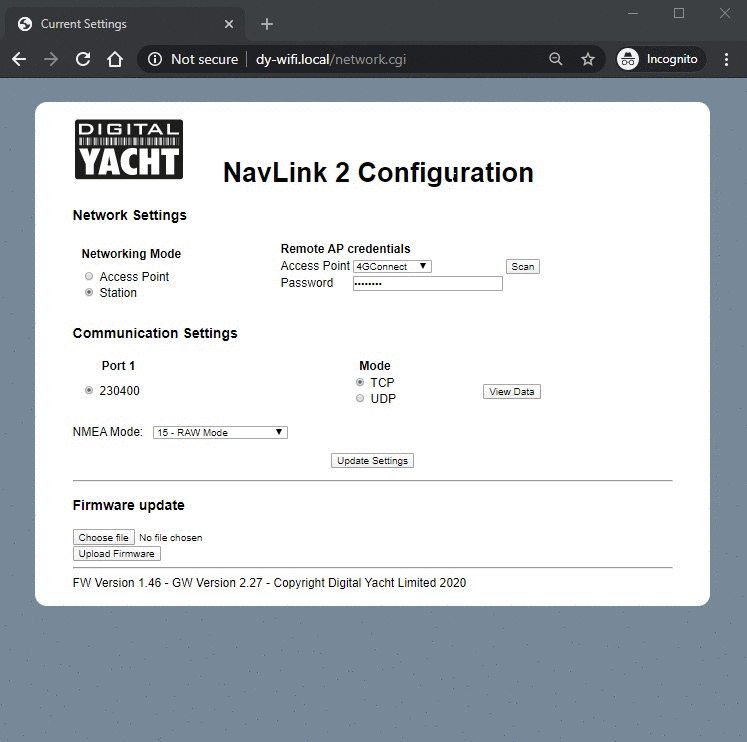 Current Settings
Not secure dy-wifi.local/network.cgi Incognito
DIGITAL
YACHT
NavLink 2 Configuration
Network Settings
Networking Mode
Access Point
Station
Remote AP credentials
Access Point 4GConnect Scan
Password ••••••••
Communication Settings
Port 1
230400
Mode
TCP
UDP
View Data
NMEA Mode: 15 - RAW Mode
Update Settings
Firmware update
Choose file No file chosen
Upload Firmware
FW Version 1.46 - GW Version 2.27 - Copyright Digital Yacht Limited 2020